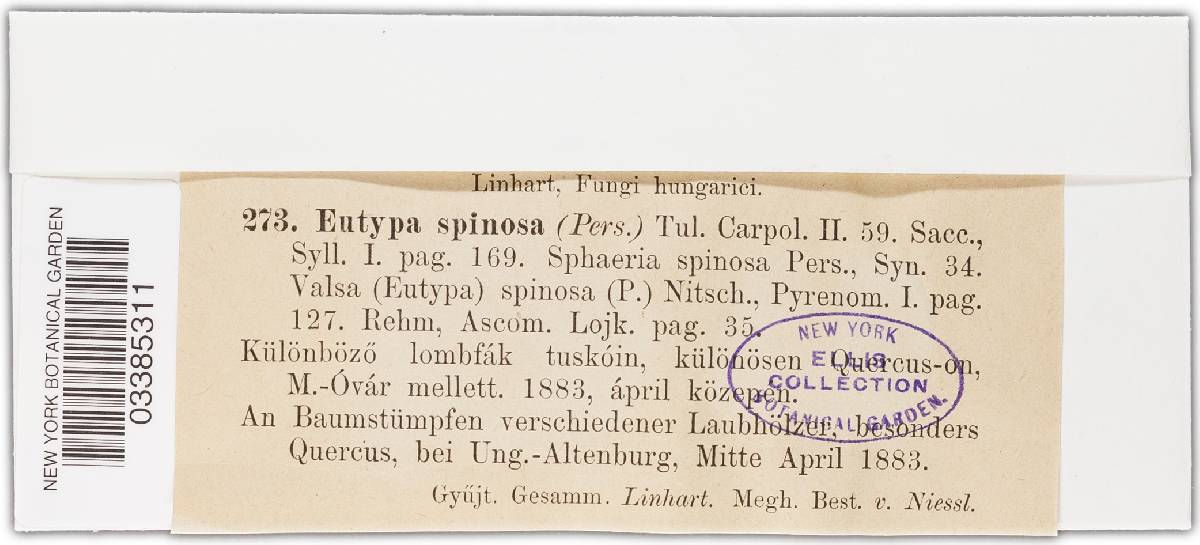 Linhart, Fungi hungarici.
273. Eutypa spinosa (Pers.) Tul. Carpol. II. 59. Sacc.,
Syll. I. pag. 169. Sphaeria spinosa Pers., Syn. 34.
Valsa (Eutypa) spinosa (P.) Nitsch., Pyrenom. I. pag.
127. Rehm, Ascom. Lojk. pag. 35.
Különböző lombfák tuskóin, különösen Quercus-on,
M.-Óvár mellett. 1883, ápril közepén.
An Baumstümpfen verschiedener Laubhölzer, besonders
Quercus, bei Ung.-Altenburg, Mitte April 1883.
Gyűjt. Gesamm. Linhart. Megh. Best. v. Niessl.
NEW YORK
ELLIS
COLLECTION
BOTANICAL GARDEN.
NEW YORK BOTANICAL GARDEN
03385311